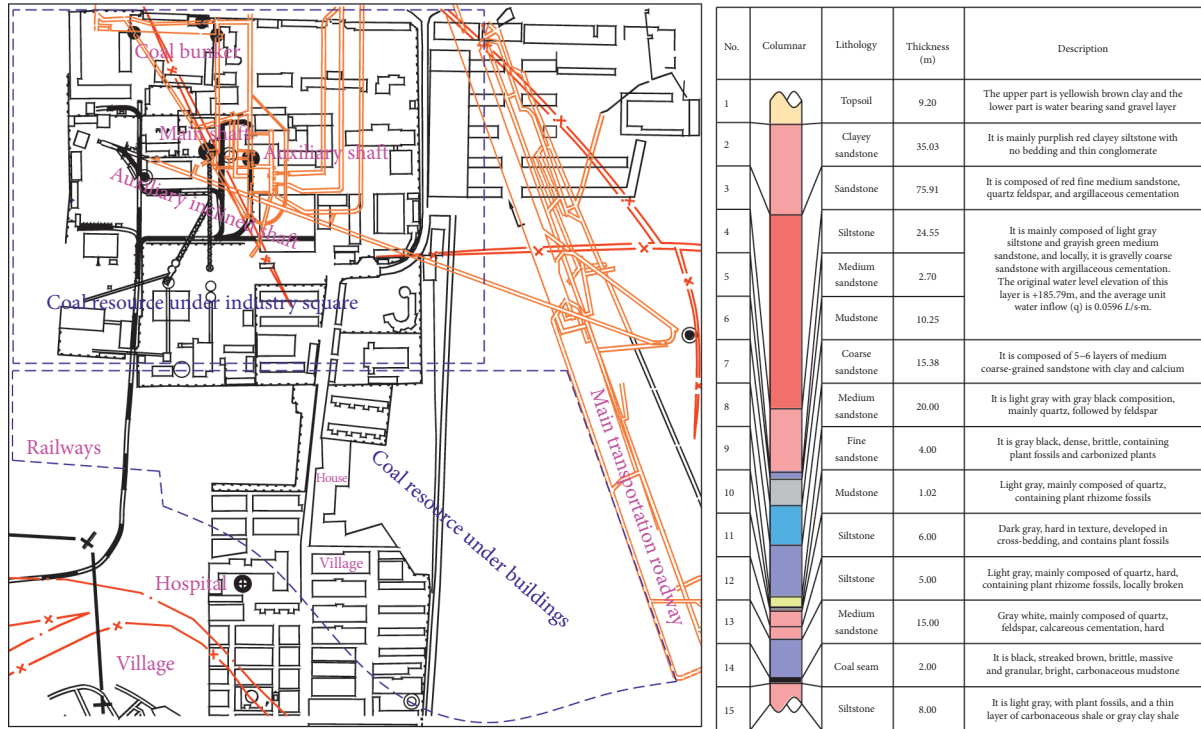 Coal bunker
Main shaft
Auxiliary shaft
Auxiliary inclined shaft
Coal resource under industry square
Railways
House
Coal resource under buildings
Main transportation roadway
Village
Hospital
Village
No. Columnar Lithology Thickness (m) Description
1 Topsoil 9.20 The upper part is yellowish brown clay and the
lower part is water bearing sand gravel layer
2 Clayey sandstone 35.03 It is mainly purplish red clayey siltstone with
no bedding and thin conglomerate
3 Sandstone 75.91 It is composed of red fine medium sandstone,
quartz feldspar, and argillaceous cementation
4 Siltstone 24.55
5 Medium sandstone 2.70
6 Mudstone 10.25
It is mainly composed of light gray
siltstone and grayish green medium
sandstone, and locally, it is gravelly coarse
sandstone with argillaceous cementation.
The original water level elevation of this
layer is +185.79m, and the average unit
water inflow (q) is 0.0596 L/s·m.
7 Coarse sandstone 15.38 It is composed of 5~6 layers of medium
coarse-grained sandstone with clay and calcium
8 Medium sandstone 20.00 It is light gray with gray black composition,
mainly quartz, followed by feldspar
9 Fine sandstone 4.00 It is gray black, dense, brittle, containing
plant fossils and carbonized plants
10 Mudstone 1.02 Light gray, mainly composed of quartz,
containing plant rhizome fossils
11 Siltstone 6.00 Dark gray, hard in texture, developed in
cross-bedding, and contains plant fossils
12 Siltstone 5.00 Light gray, mainly composed of quartz, hard,
containing plant rhizome fossils, locally broken
13 Medium sandstone 15.00 Gray white, mainly composed of quartz,
feldspar, calcareous cementation, hard
14 Coal seam 2.00 It is black, streaked brown, brittle, massive
and granular, bright, carbonaceous mudstone
15 Siltstone 8.00 It is light gray, with plant fossils, and a thin
layer of carbonaceous shale or gray clay shale